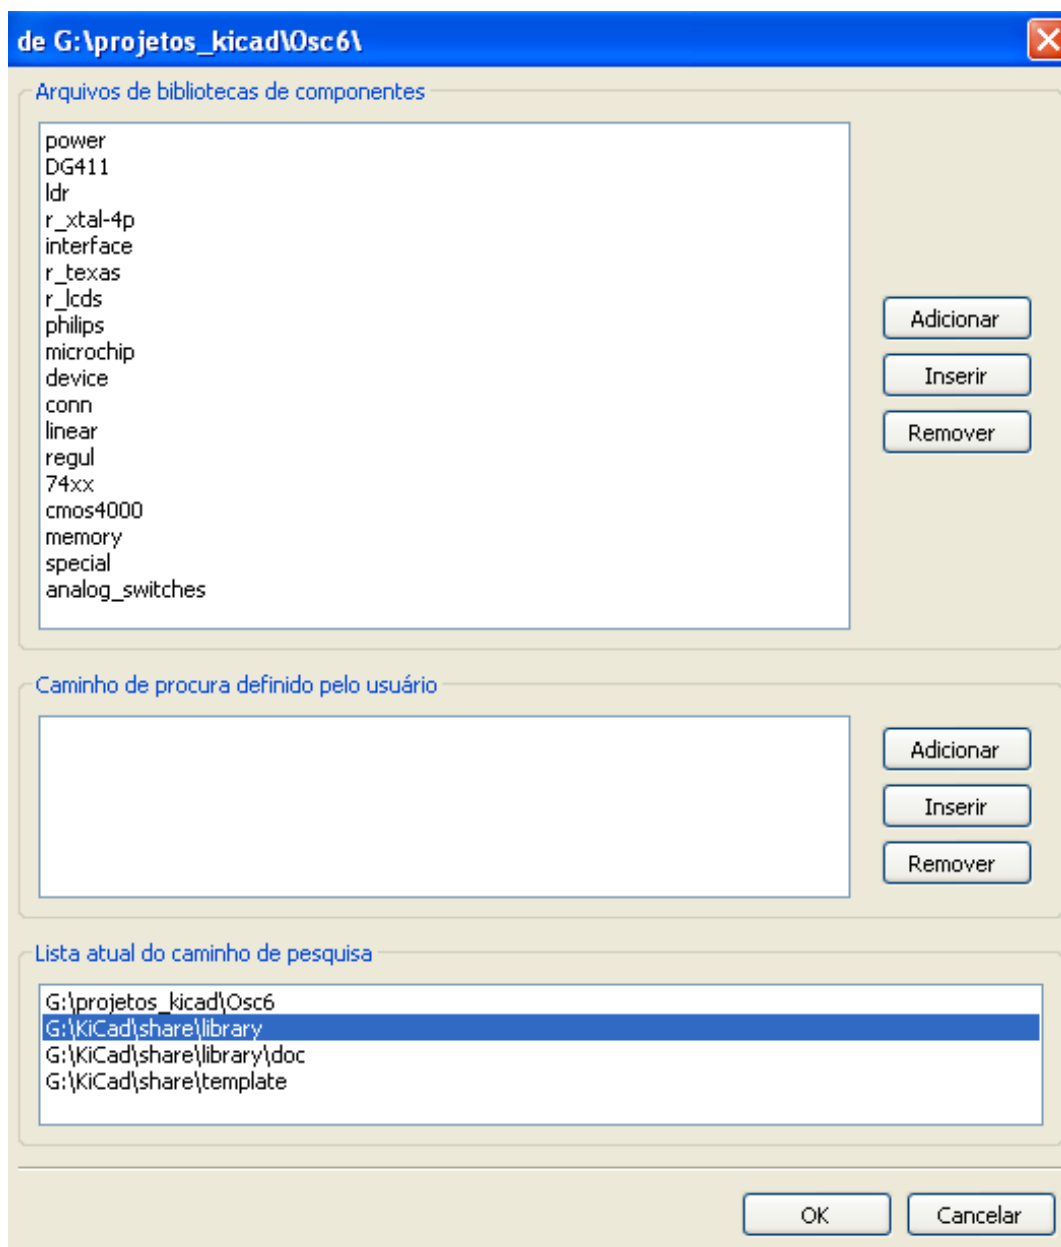 de G:\projetos_kicad\Osc6\
Arquivos de bibliotecas de componentes
power
DG411
ldr
r_xtal-4p
interface
r_texas
r_lcds
philips
microchip
device
conn
linear
regul
74xx
cmos4000
memory
special
analog_switches
Adicionar
Inserir
Remover
Caminho de procura definido pelo usuário
Adicionar
Inserir
Remover
Lista atual do caminho de pesquisa
G:\projetos_kicad\Osc6
G:\KiCad\share\library
G:\KiCad\share\library\doc
G:\KiCad\share\template
OK
Cancelar